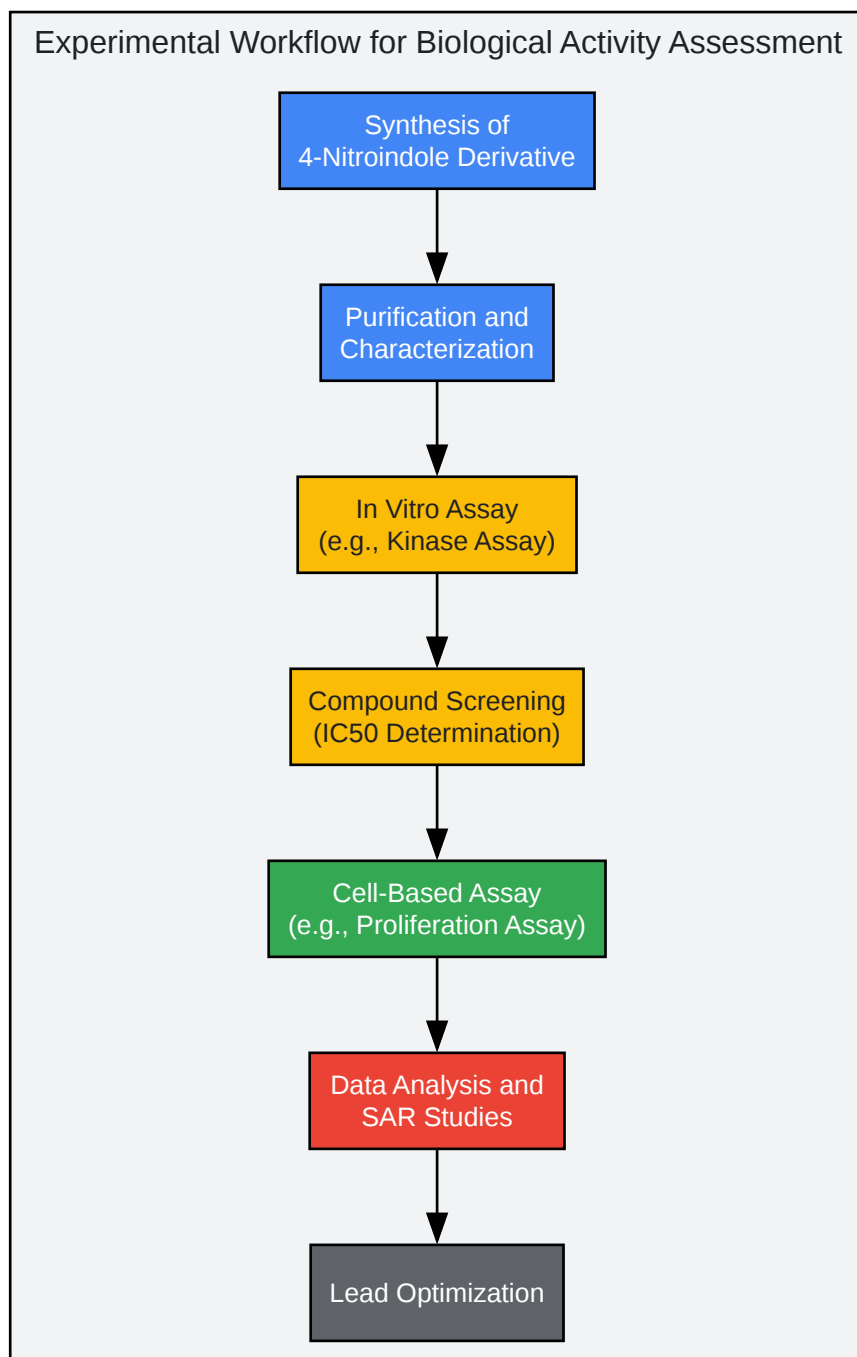 Experimental Workflow for Biological Activity Assessment
Synthesis of
4-Nitroindole Derivative
Purification and
Characterization
In Vitro Assay
(e.g., Kinase Assay)
Compound Screening
(IC50 Determination)
Cell-Based Assay
(e.g., Proliferation Assay)
Data Analysis and
SAR Studies
Lead Optimization